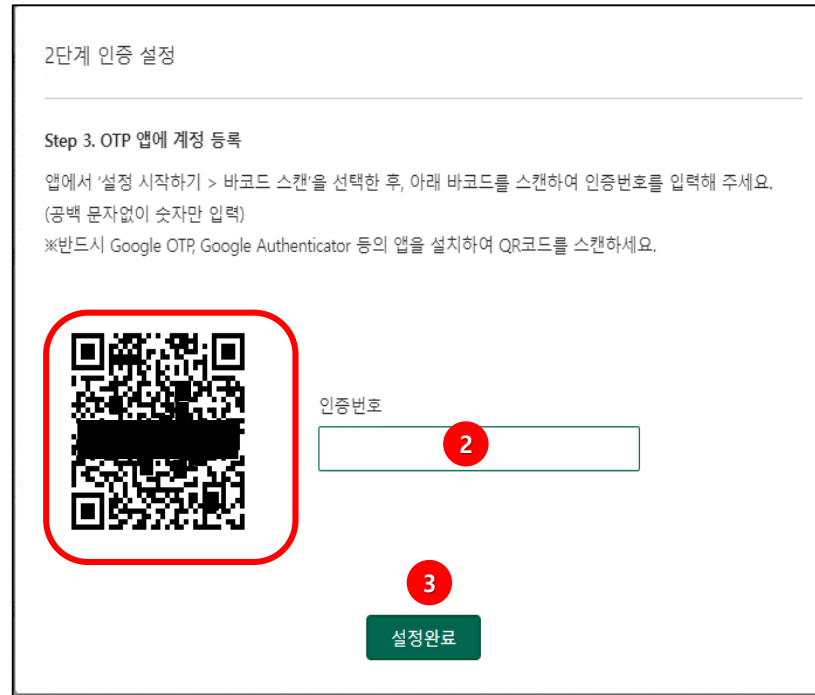 2단계 인증 설정
Step 3. OTP 앱에 계정 등록
앱에서 ‘설정 시작하기 > 바코드 스캔’을 선택한 후, 아래 바코드를 스캔하여 인증번호를 입력해 주세요.
(공백 문자없이 숫자만 입력)
※반드시 Google OTP, Google Authenticator 등의 앱을 설치하여 QR코드를 스캔하세요.
인증번호
2
3
설정완료